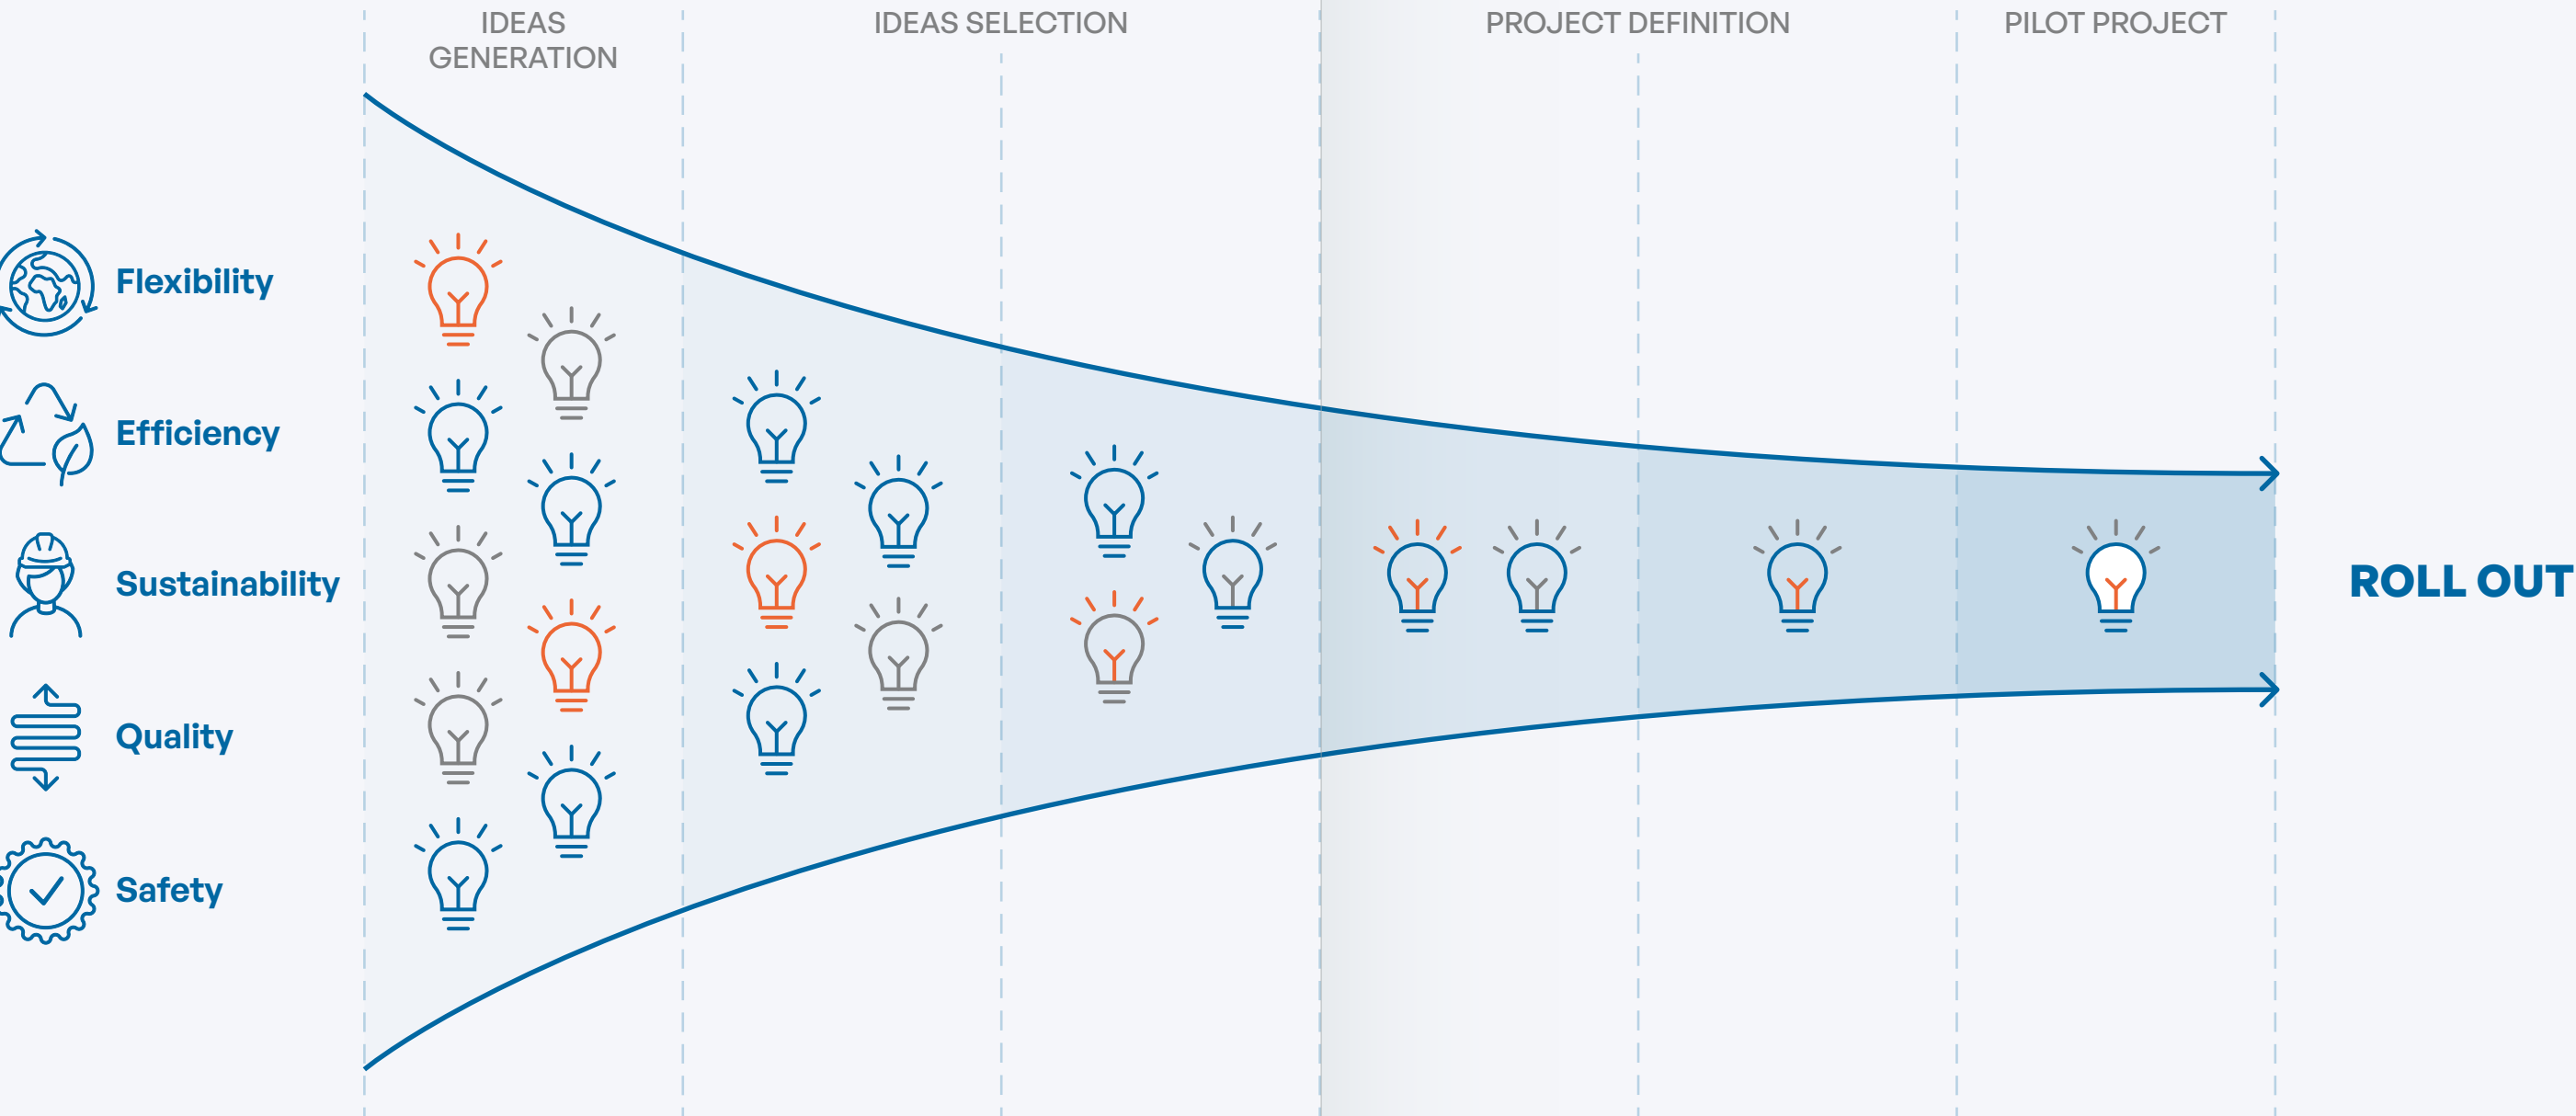 IDEAS
GENERATION
IDEAS SELECTION
PROJECT DEFINITION
PILOT PROJECT
Flexibility
Efficiency
Sustainability
Quality
Safety
ROLL OUT